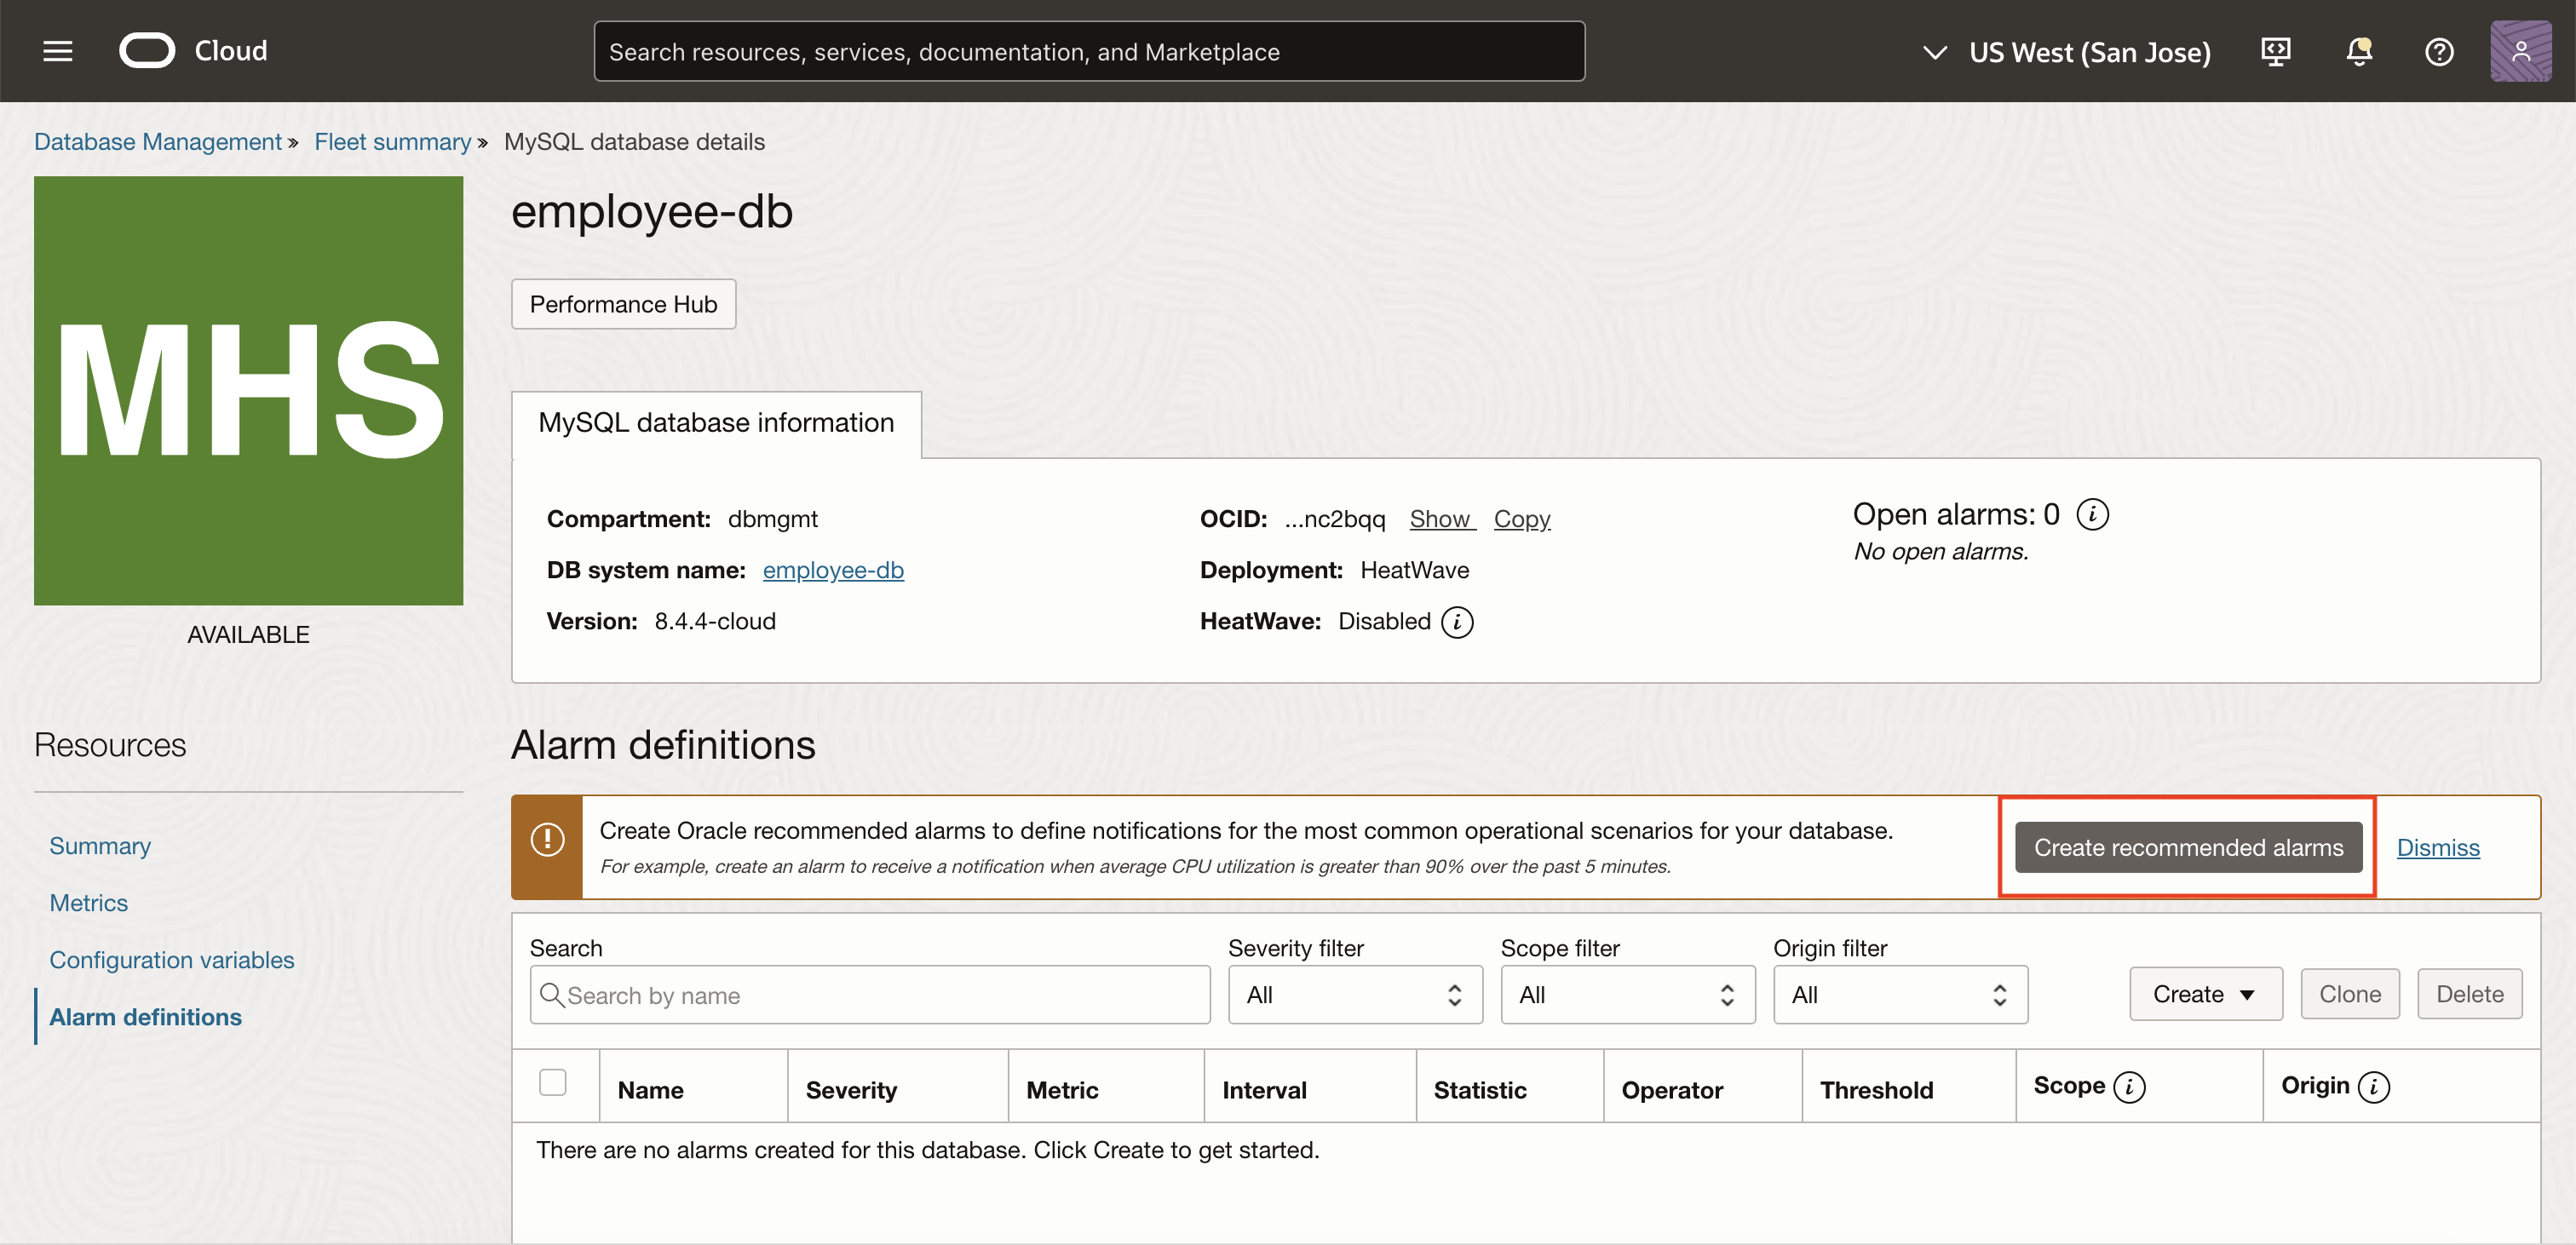 Cloud
Search resources, services, documentation, and Marketplace
US West (San Jose)
Database Management » Fleet summary » MySQL database details
MHS
AVAILABLE
employee-db
Performance Hub
MySQL database information
Compartment: dbmgmt
DB system name: employee-db
Version: 8.4.4-cloud
OCID: ...nc2bqq Show Copy
Deployment: HeatWave
HeatWave: Disabled
Open alarms: 0
No open alarms.
Resources
Summary
Metrics
Configuration variables
Alarm definitions
Alarm definitions
Create Oracle recommended alarms to define notifications for the most common operational scenarios for your database.
For example, create an alarm to receive a notification when average CPU utilization is greater than 90% over the past 5 minutes.
Create recommended alarms
Dismiss
Search
Search by name
Severity filter
All
Scope filter
All
Origin filter
All
Create
Clone
Delete
Name Severity Metric Interval Statistic Operator Threshold Scope Origin
There are no alarms created for this database. Click Create to get started.